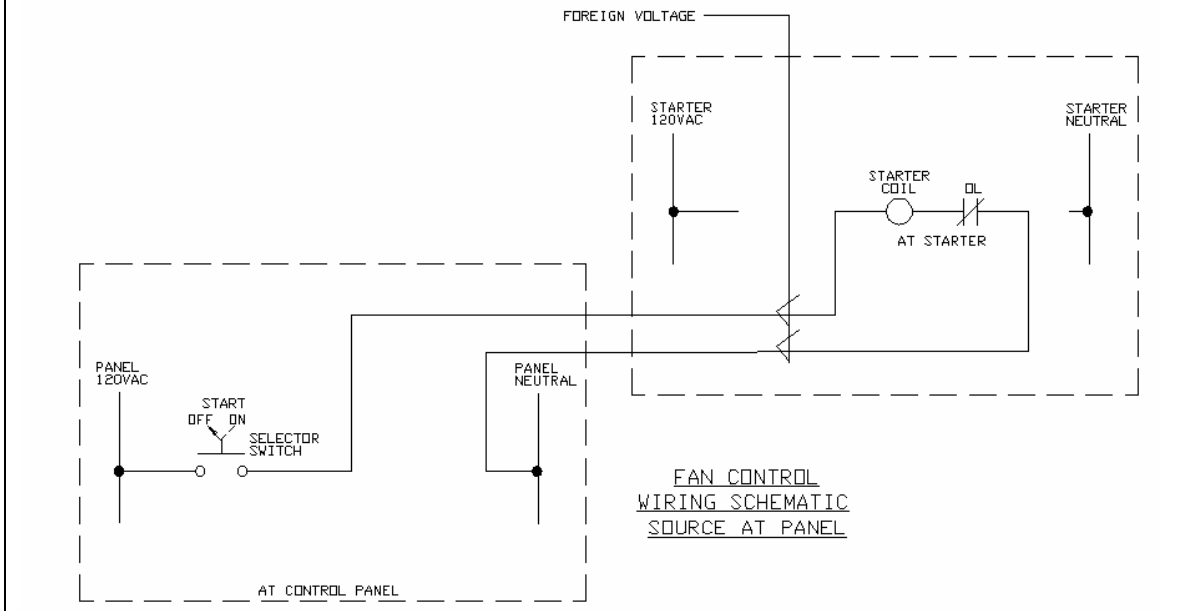 FOREIGN VOLTAGE
STARTER
120VAC
STARTER
NEUTRAL
STARTER
COIL
OL
AT STARTER
PANEL
120VAC
START
OFF ON
SELECTOR
SWITCH
PANEL
NEUTRAL
FAN CONTROL
WIRING SCHEMATIC
SOURCE AT PANEL
AT CONTROL PANEL